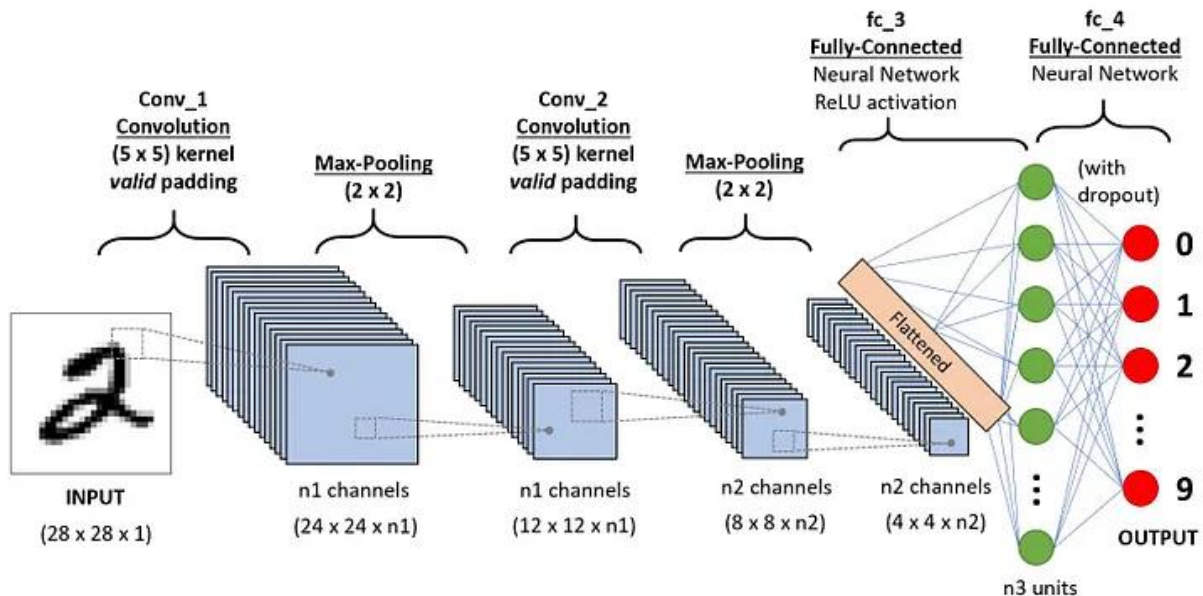 Conv_1
Convolution
(5 x 5) kernel
valid padding
Max-Pooling
(2 x 2)
Conv_2
Convolution
(5 x 5) kernel
valid padding
Max-Pooling
(2 x 2)
fc_3
Fully-Connected
Neural Network
ReLU activation
fc_4
Fully-Connected
Neural Network
(with
dropout)
Flattened
0
1
2
⋮
9
OUTPUT
2
INPUT
(28 x 28 x 1)
n1 channels
(24 x 24 x n1)
n1 channels
(12 x 12 x n1)
n2 channels
(8 x 8 x n2)
n2 channels
(4 x 4 x n2)
⋮
n3 units